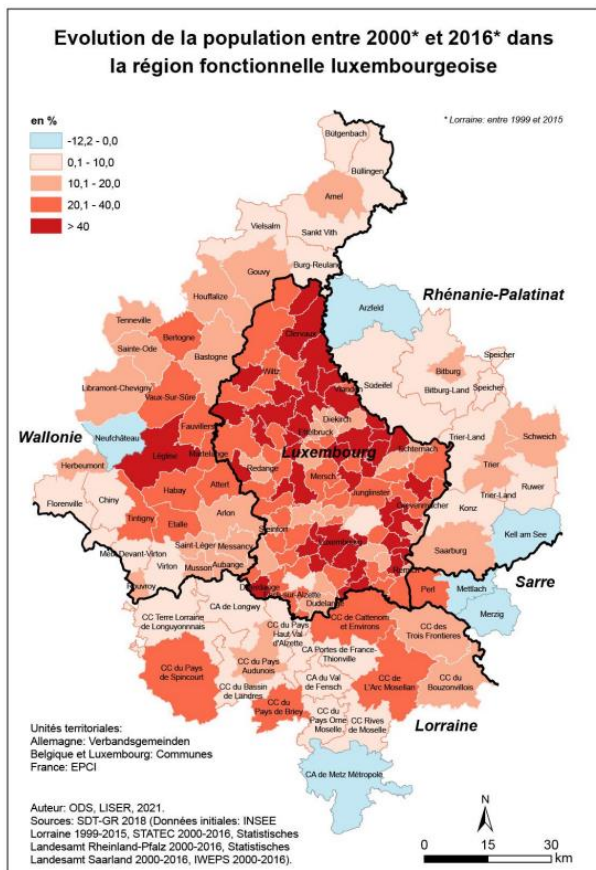 Evolution de la population entre 2000* et 2016* dans
la région fonctionnelle luxembourgeoise
en %
-12,2 - 0,0
0,1 - 10,0
10,1 - 20,0
20,1 - 40,0
> 40
* Lorraine: entre 1999 et 2015
Bütgenbach
Büllingen
Amel
Vielsalm
Sankt Vith
Burg-Reuland
Gouvy
Houffalize
Clervaux
Arzfeld
Rhénanie-Palatinat
Tenneville
Bertogne
Sainte-Ode
Bastogne
Wiltz
Vianden
Südeifel
Bitburg
Bitburg-Land
Speicher
Speicher
Libramont-Chevigny
Vaux-Sur-Sûre
Diekirch
Ettelbruck
Wallonie
Neufchâteau
Fauvillers
Luxembourg
Echternach
Trier-Land
Schweich
Herbeumont
Léglise
Martelange
Redange
Mersch
Junglinster
Trier
Florenville
Chiny
Habay
Attert
Grevenmacher
Trier-Land
Ruwer
Konz
Tintigny
Etalle
Arlon
Steinfort
Luxembourg
Saarburg
Kell am See
Saint-Léger
Messancy
Meix-Devant-Virton
Virton
Musson
Aubange
Rouvroy
Differdange
Esch-sur-Alzette
Dudelange
Remich
Perl
Mettlach
Merzig
Sarre
CC Terre Lorraine
de Longuyonnais
CA de Longwy
CC du Pays
Haut Val
d'Alzette
CC de Cattenom
et Environs
CC des
Trois Frontieres
CC du Pays
de Spincourt
CC du Pays
Audunois
CA Portes de France-
Thionville
CC du Bassin
de Landres
CA du Val
de Fensch
CC de
L'Arc Mosellan
CC du
Bouzonvillois
CC du
Pays de Briey
CC du
Pays Orne
Moselle
CC Rives
de Moselle
Lorraine
CA de Metz Métropole
Unités territoriales:
Allemagne: Verbandsgemeinden
Belgique et Luxembourg: Communes
France: EPCI
Auteur: ODS, LISER, 2021.
Sources: SDT-GR 2018 (Données initiales: INSEE
Lorraine 1999-2015, STATEC 2000-2016, Statistisches
Landesamt Rheinland-Pfalz 2000-2016, Statistisches
Landesamt Saarland 2000-2016, IWEPS 2000-2016).
N
0
15
30
km